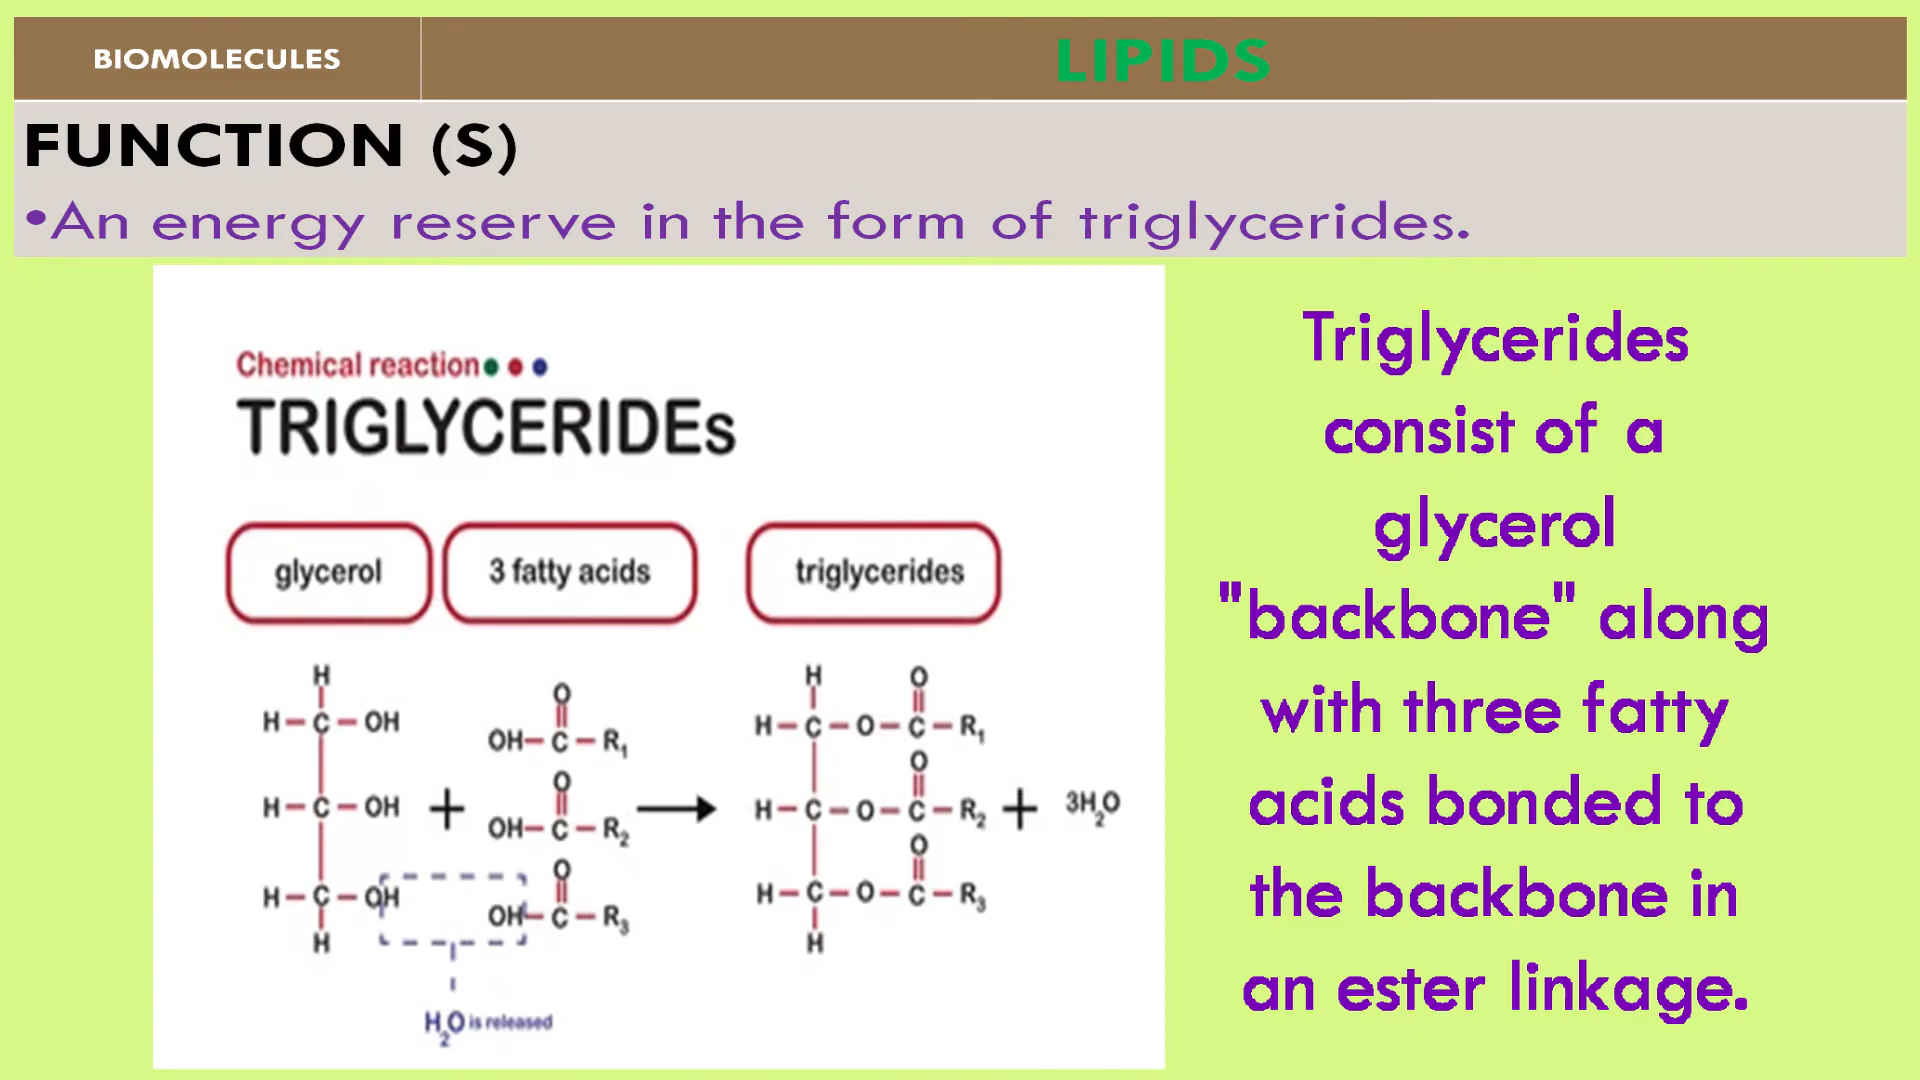 BIOMOLECULES
LIPIDS
FUNCTION (S)
•An energy reserve in the form of triglycerides.
Chemical reaction
TRIGLYCERIDEs
glycerol
3 fatty acids
triglycerides
H
H－C－OH
H－C－OH
H－C－OH
H
+
O
OH－C－R₁
O
OH－C－R₂
O
OH－C－R₃
H₂O is released
H O
H－C－O－C－R₁
O
H－C－O－C－R₂
O
H－C－O－C－R₃
H
+ 3H₂O
Triglycerides
consist of a
glycerol
"backbone" along
with three fatty
acids bonded to
the backbone in
an ester linkage.